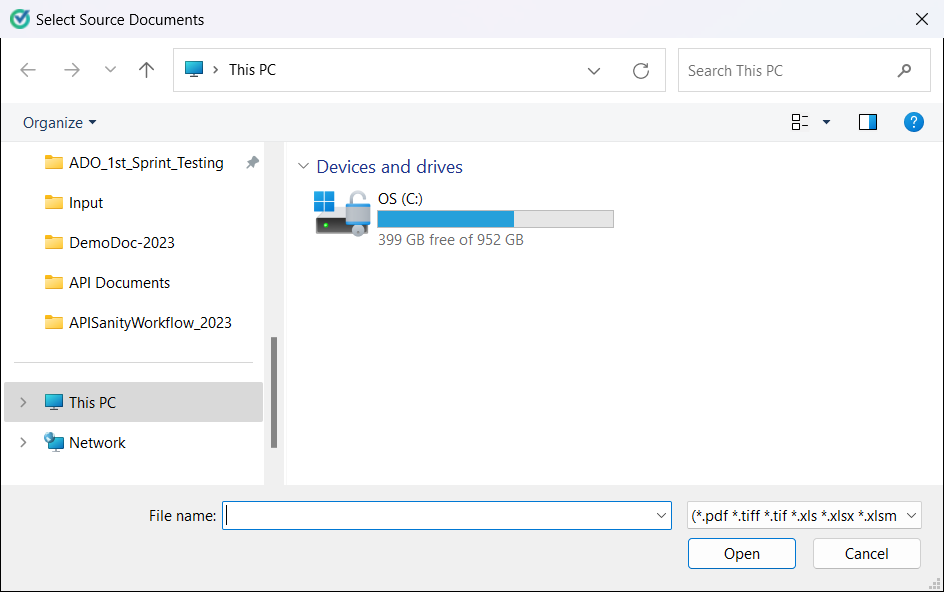 Select Source Documents
This PC
Search This PC
Organize
?
ADO_1st_Sprint_Testing
Input
DemoDoc-2023
API Documents
APISanityWorkflow_2023
This PC
Network
Devices and drives
OS (C:)
399 GB free of 952 GB
File name:
(*.pdf *.tiff *.tif *.xls *.xlsx *.xlsm
Open
Cancel